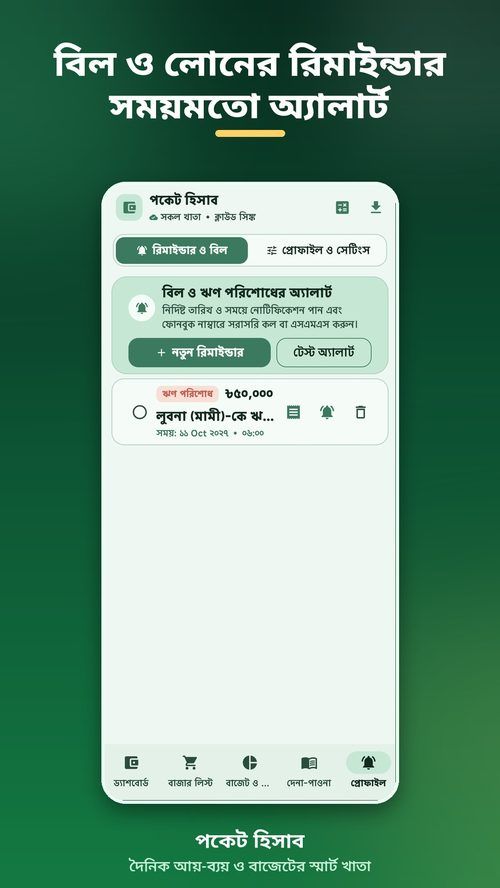 বিল ও লোনের রিমাইন্ডার
সময়মতো অ্যালার্ট
পকেট হিসাব
সকল খাতা • ক্লাউড সিঙ্ক
রিমাইন্ডার ও বিল
প্রোফাইল ও সেটিংস
বিল ও ঋণ পরিশোধের অ্যালার্ট
নির্দিষ্ট তারিখ ও সময়ে নোটিফিকেশন পান এবং
ফোনবুক নাম্বারে সরাসরি কল বা এসএমএস করুন।
+ নতুন রিমাইন্ডার
টেস্ট অ্যালার্ট
ঋণ পরিশোধ ৳৫০,০০০
লুবনা (মামী)-কে ঋ...
সময়: ১১ Oct ২০২৭ • ০৬:০০
ড্যাশবোর্ড
বাজার লিস্ট
বাজেট ও ...
দেনা-পাওনা
প্রোফাইল
পকেট হিসাব
দৈনিক আয়-ব্যয় ও বাজেটের স্মার্ট খাতা